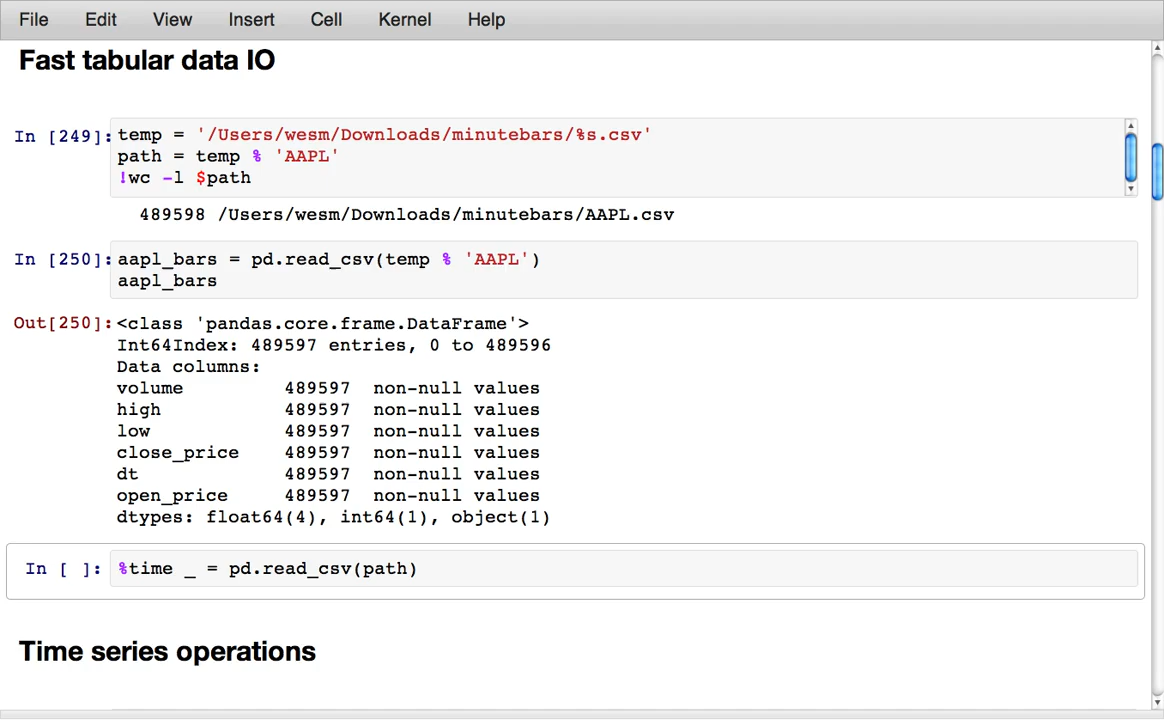 File Edit View Insert Cell Kernel Help
Fast tabular data IO
In [249]: temp = '/Users/wesm/Downloads/minutebars/%s.csv'
path = temp % 'AAPL'
!wc -l $path
489598 /Users/wesm/Downloads/minutebars/AAPL.csv
In [250]: aapl_bars = pd.read_csv(temp % 'AAPL')
aapl_bars
Out[250]: <class 'pandas.core.frame.DataFrame'>
Int64Index: 489597 entries, 0 to 489596
Data columns:
volume 489597 non-null values
high 489597 non-null values
low 489597 non-null values
close_price 489597 non-null values
dt 489597 non-null values
open_price 489597 non-null values
dtypes: float64(4), int64(1), object(1)
In [ ]: %time _ = pd.read_csv(path)
Time series operations